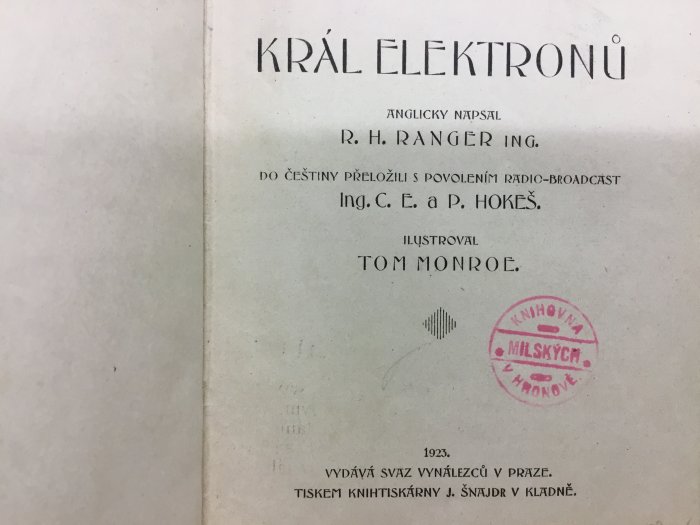 KRÁL ELEKTRONŮ
ANGLICKY NAPSAL
R. H. RANGER ING.
DO ČEŠTINY PŘELOŽILI S POVOLENÍM RADIO-BROADCAST
Ing. C. E. a P. HOKEŠ.
ILUSTROVAL
TOM MONROE.
KNIHOVNA
MILSKÝCH
V HRONOVĚ
1923.
VYDÁVÁ SVAZ VYNÁLEZCŮ V PRAZE.
TISKEM KNIHTISKÁRNY J. ŠNAJDR V KLADNĚ.